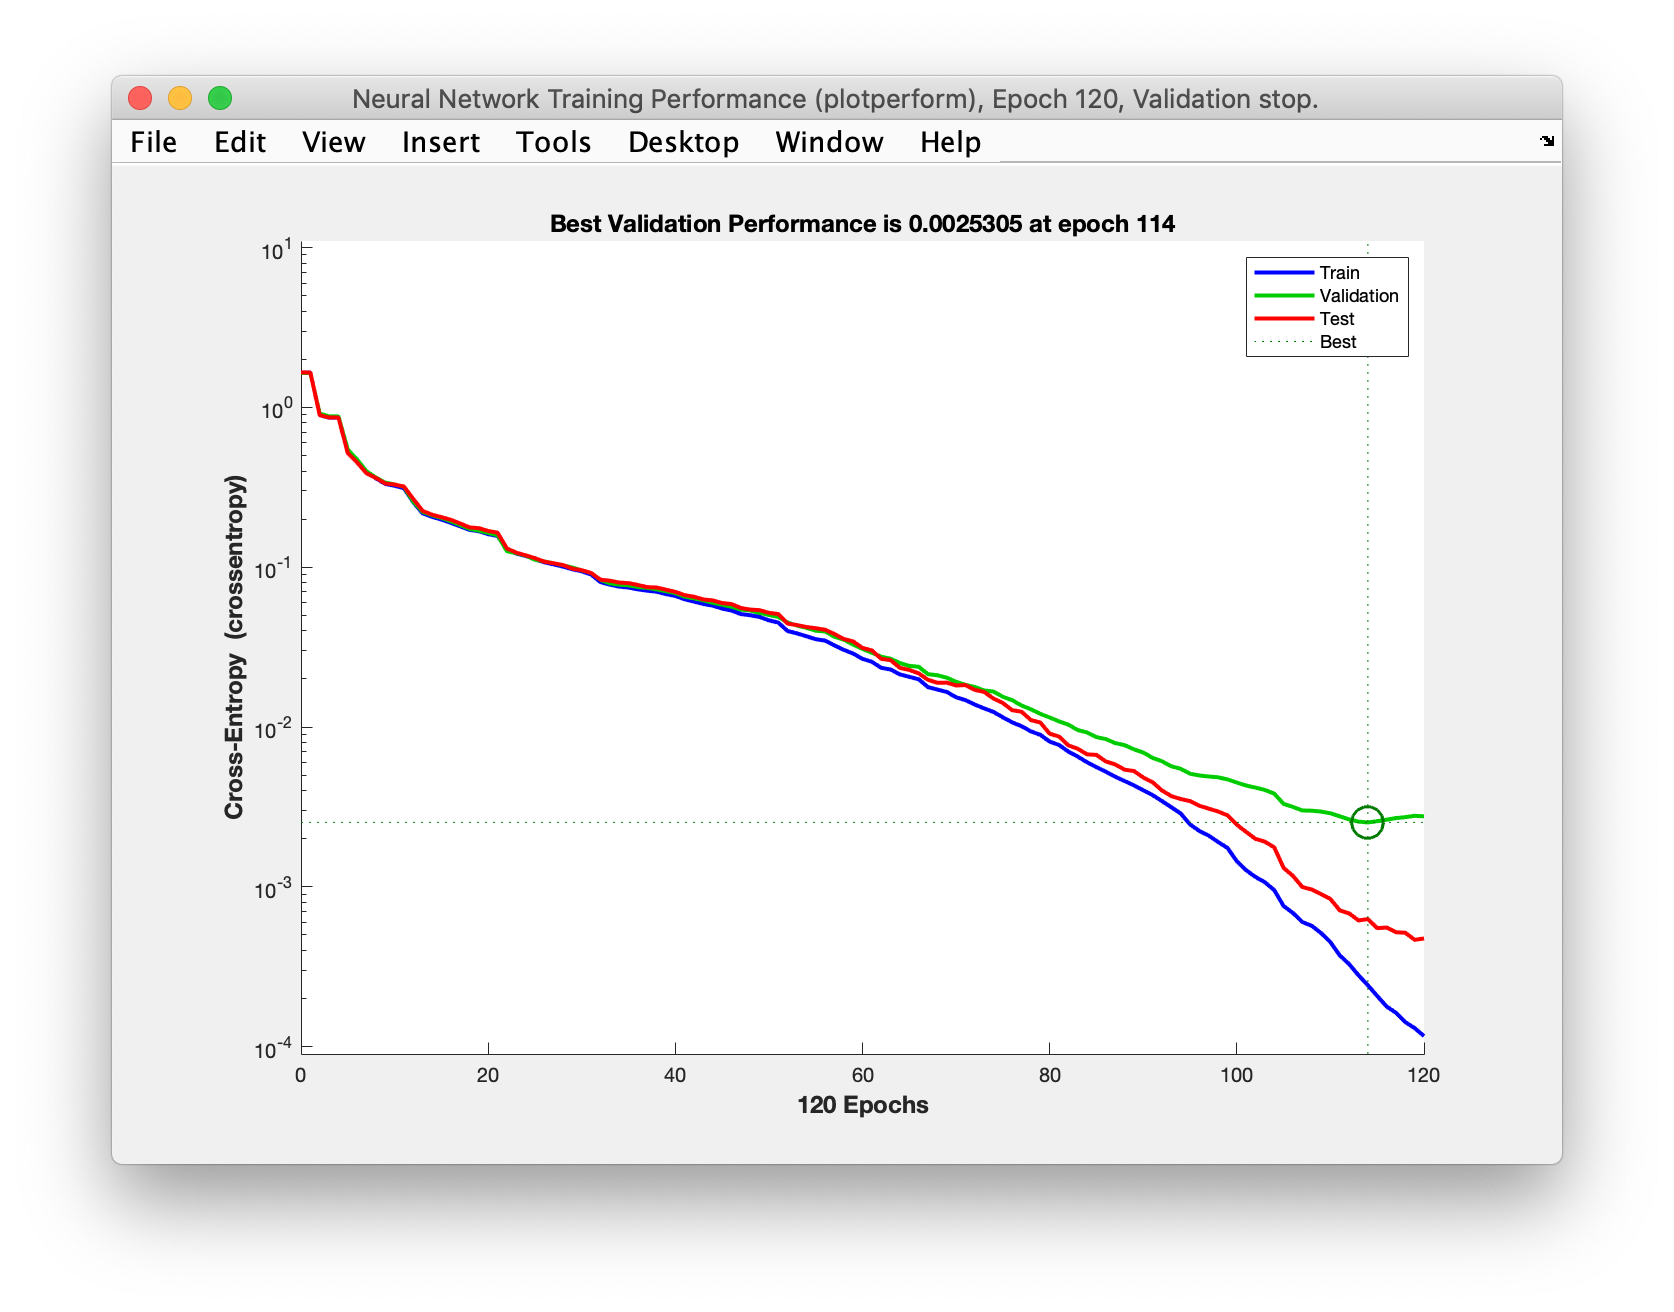 Neural Network Training Performance (plotperform), Epoch 120, Validation stop.
File Edit View Insert Tools Desktop Window Help
Best Validation Performance is 0.0025305 at epoch 114
10^1
10^0
10^-1
10^-2
10^-3
10^-4
Cross-Entropy (crossentropy)
Train
Validation
Test
Best
0 20 40 60 80 100 120
120 Epochs